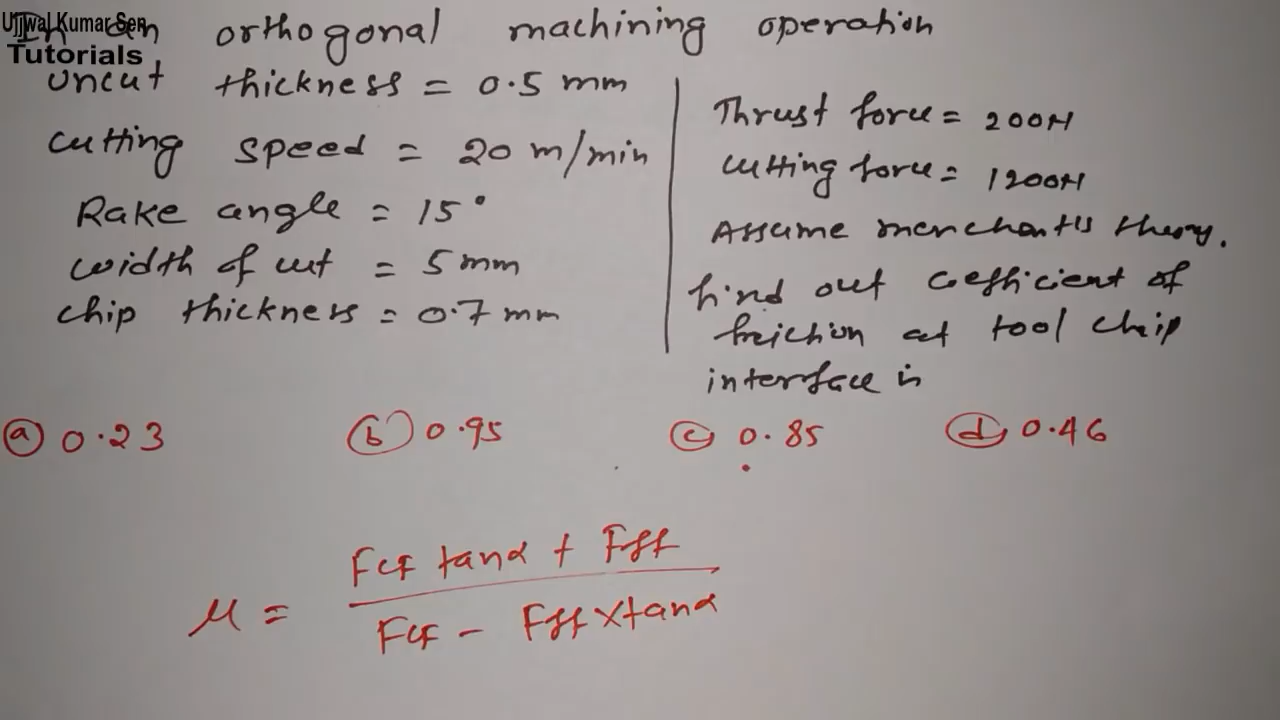 Ujjwal Kumar Sen
Tutorials
In an orthogonal machining operation
uncut thickness = 0.5 mm
cutting speed = 20 m/min
Rake angle = 15°
width of cut = 5 mm
chip thickness = 0.7 mm
Thrust force = 200N
cutting force = 1200N
Assume merchant's theory.
find out coefficient of
friction at tool chip
interface is
(a) 0.23 (b) 0.95 (c) 0.85 (d) 0.46
Fcf tanα + Fff
μ =
Fcf - Fff x tanα